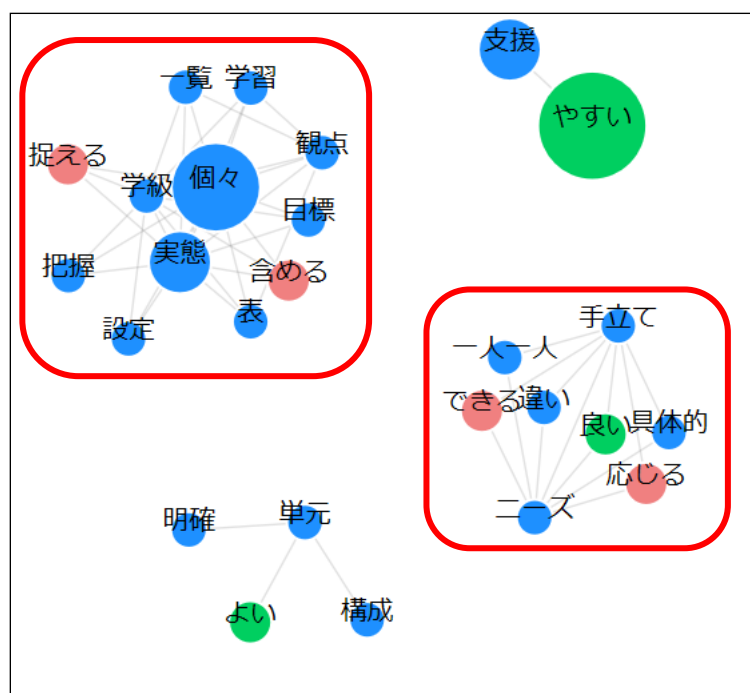 支援
やすい
一覧
学習
捉える
観点
個々
学級
目標
実態
把握
含める
表
設定
手立て
一人一人
できる
違い
良い
具体的
応じる
ニーズ
明確
単元
よい
構成